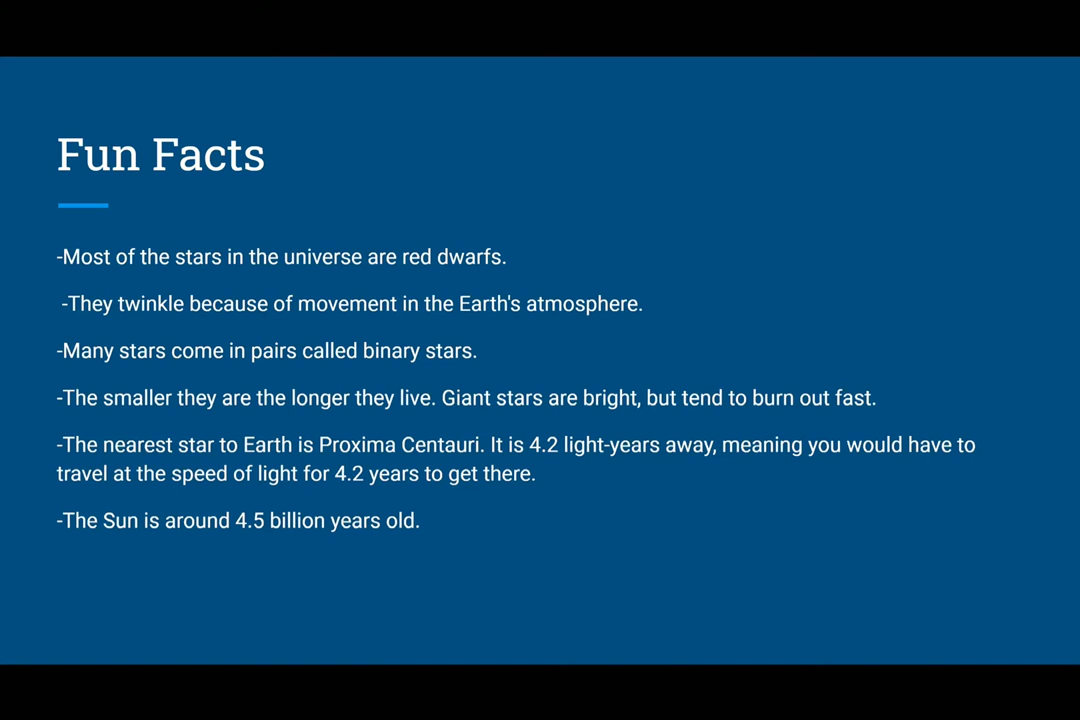 Fun Facts
-Most of the stars in the universe are red dwarfs.
-They twinkle because of movement in the Earth's atmosphere.
-Many stars come in pairs called binary stars.
-The smaller they are the longer they live. Giant stars are bright, but tend to burn out fast.
-The nearest star to Earth is Proxima Centauri. It is 4.2 light-years away, meaning you would have to
travel at the speed of light for 4.2 years to get there.
-The Sun is around 4.5 billion years old.